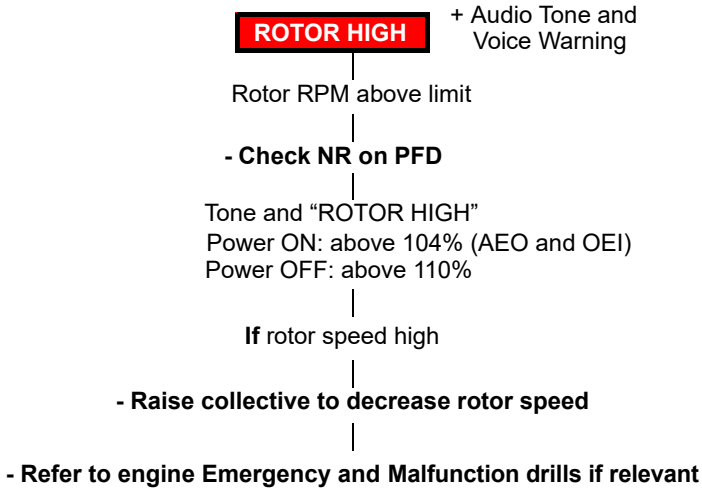 ROTOR HIGH
+ Audio Tone and
Voice Warning
Rotor RPM above limit
- Check NR on PFD
Tone and “ROTOR HIGH”
Power ON: above 104% (AEO and OEI)
Power OFF: above 110%
If rotor speed high
- Raise collective to decrease rotor speed
- Refer to engine Emergency and Malfunction drills if relevant